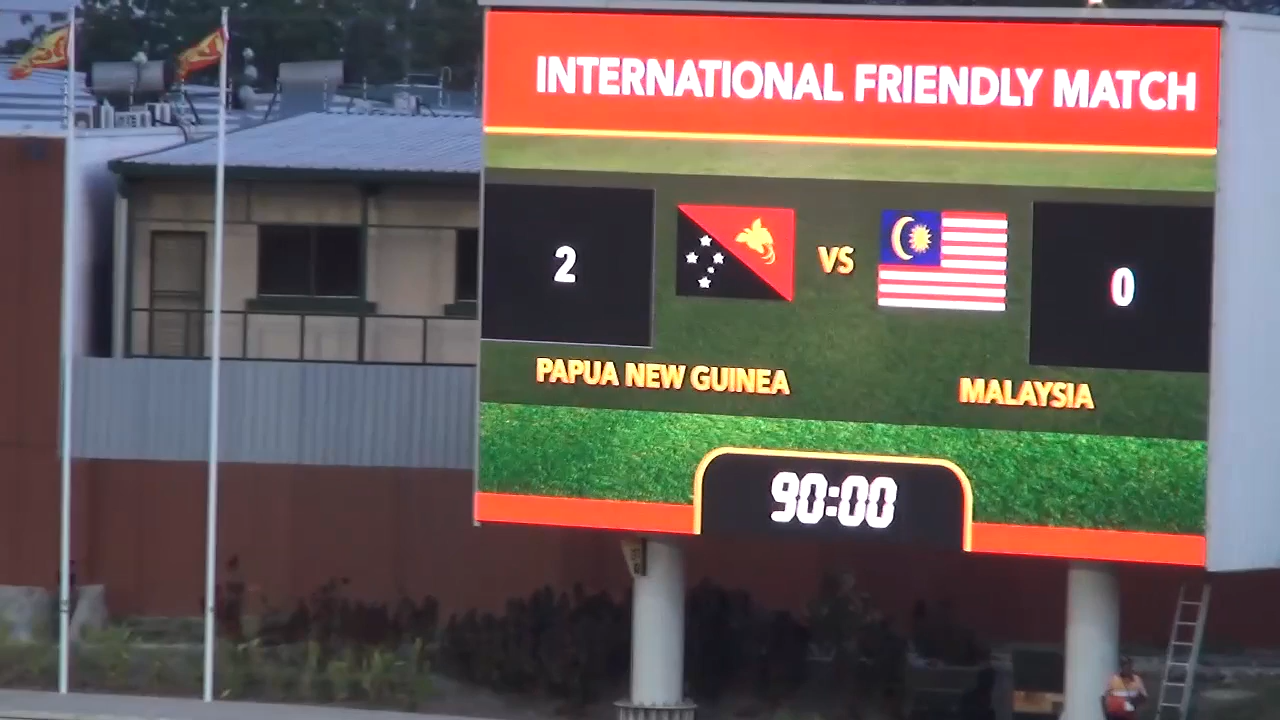 INTERNATIONAL FRIENDLY MATCH
2 VS 0
PAPUA NEW GUINEA MALAYSIA
90:00